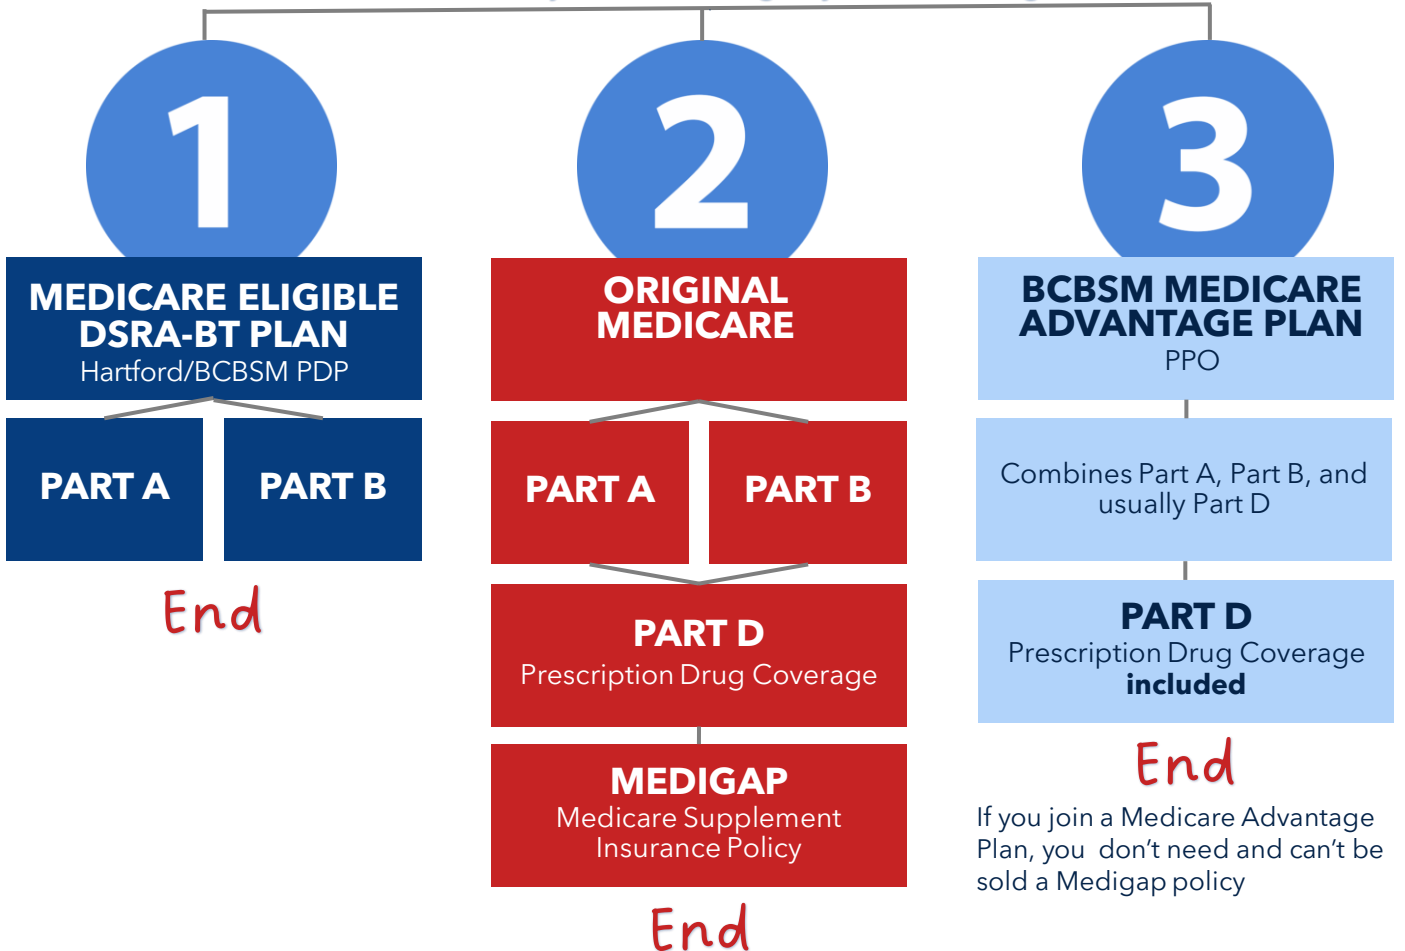 1
MEDICARE ELIGIBLE
DSRA-BT PLAN
Hartford/BCBSM PDP
PART A
PART B
End
2
ORIGINAL
MEDICARE
PART A
PART B
PART D
Prescription Drug Coverage
MEDIGAP
Medicare Supplement
Insurance Policy
End
3
BCBSM MEDICARE
ADVANTAGE PLAN
PPO
Combines Part A, Part B, and
usually Part D
PART D
Prescription Drug Coverage
included
End
If you join a Medicare Advantage
Plan, you don't need and can't be
sold a Medigap policy